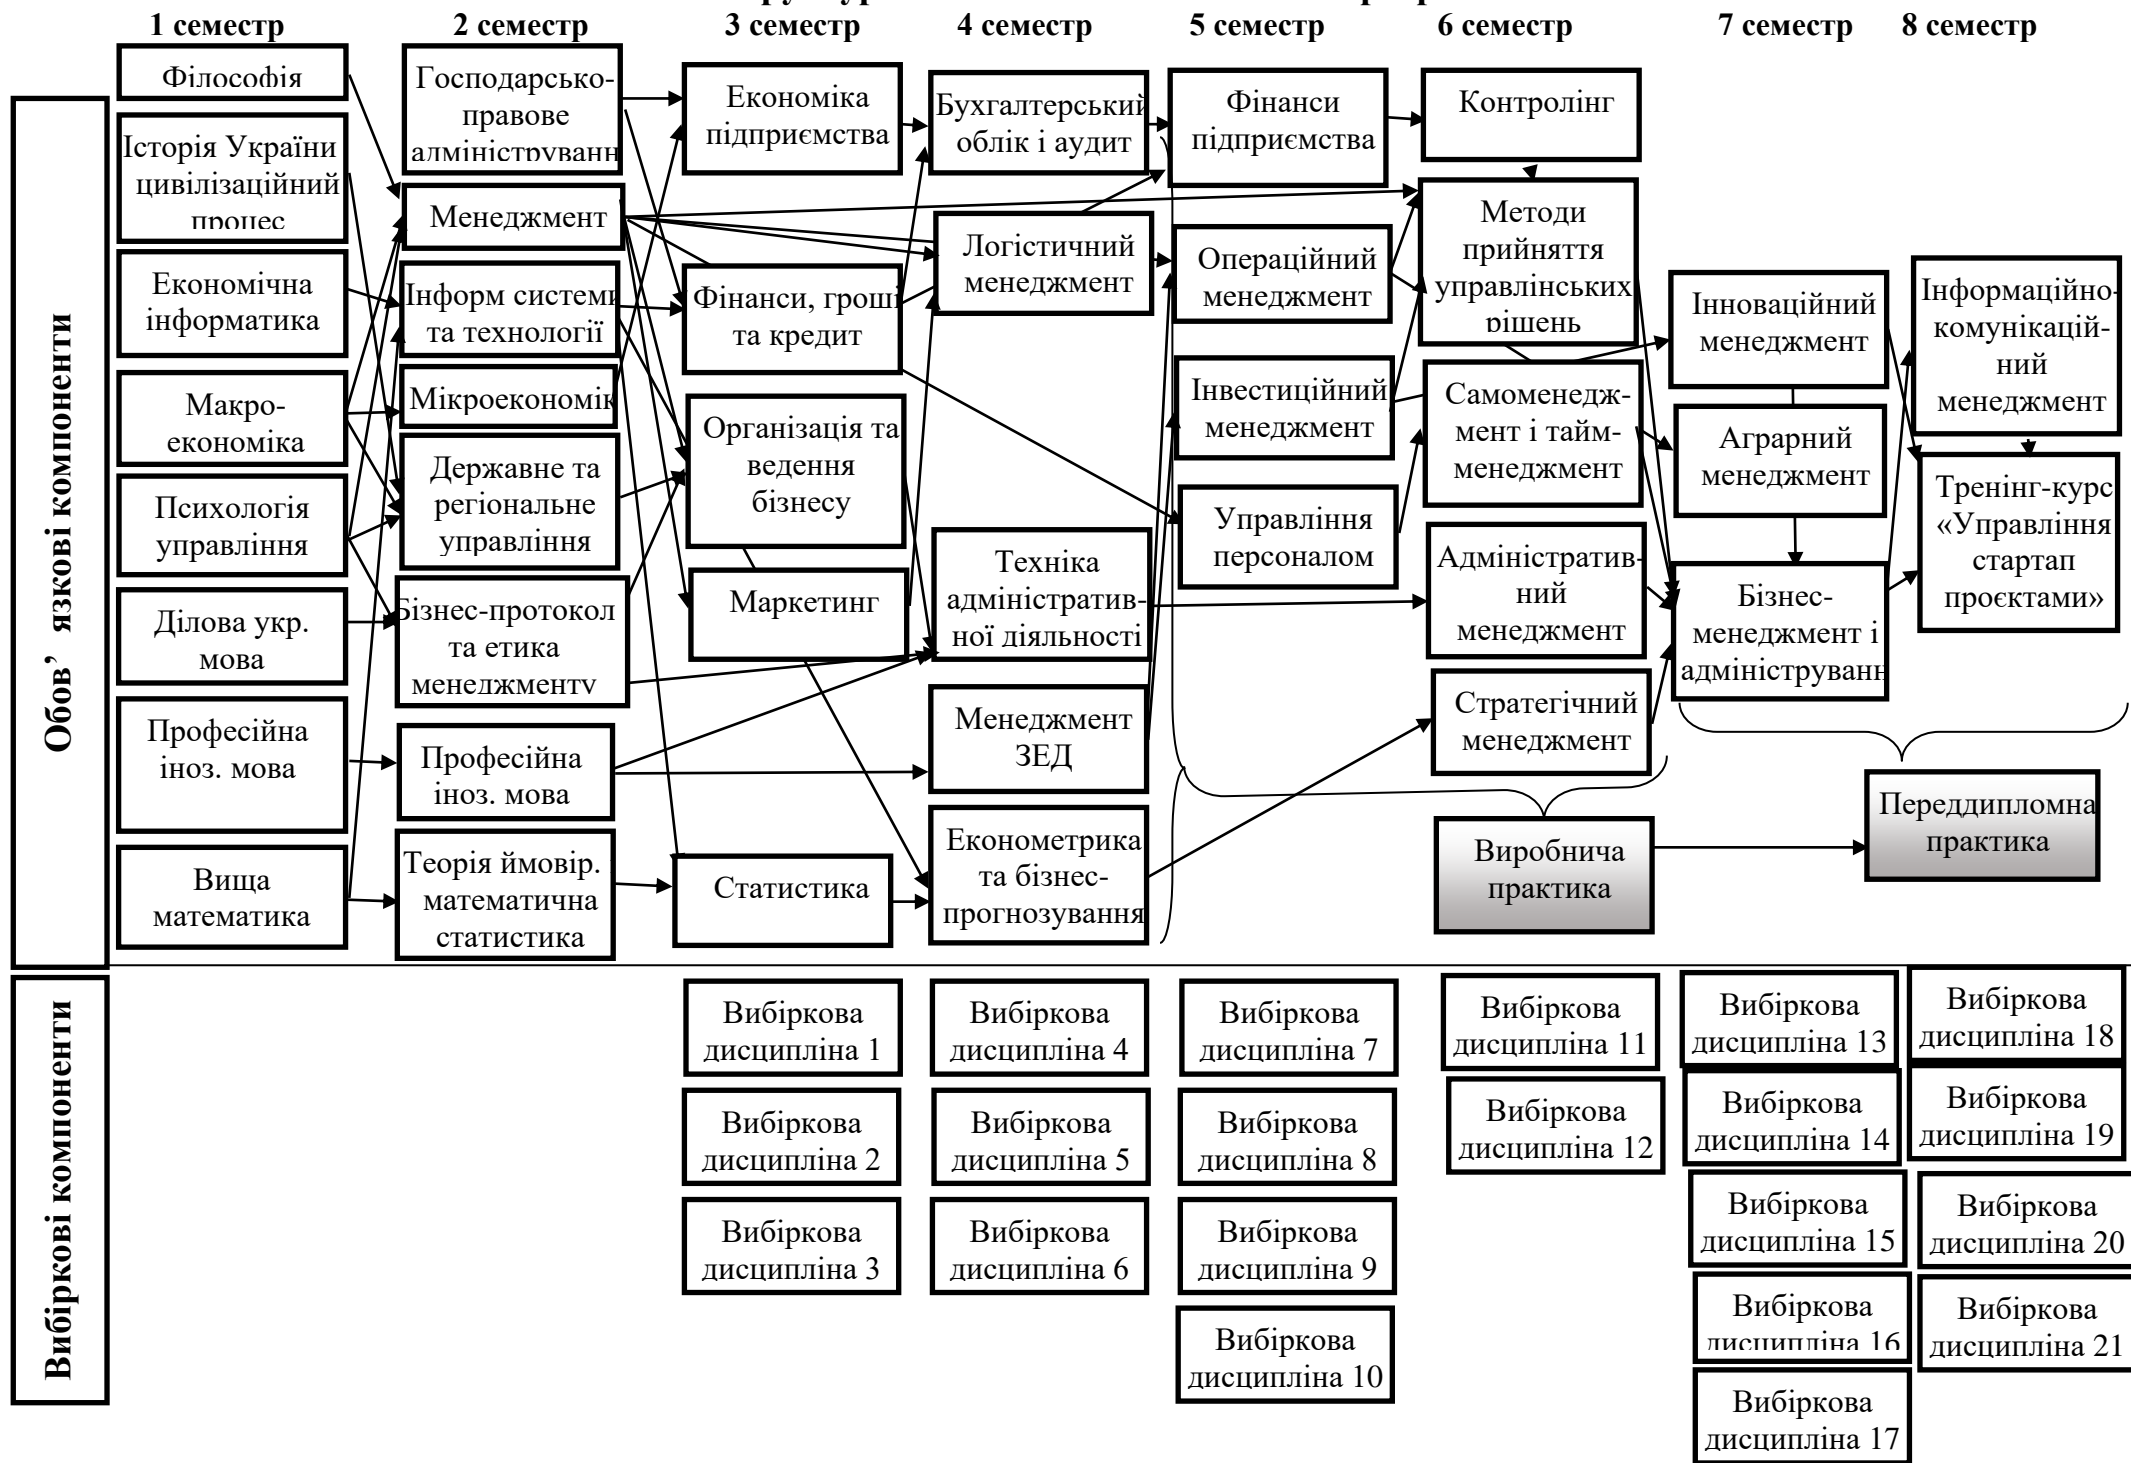 1 семестр
2 семестр
3 семестр
4 семестр
5 семестр
6 семестр
7 семестр
8 семестр
Обов’ язкові компоненти
Філософія
Історія України
цивілізаційний
процес
Економічна
інформатика
Макро-
економіка
Психологія
управління
Ділова укр.
мова
Професійна
іноз. мова
Вища
математика
Господарсько-
правове
адмініструванн
Менеджмент
Інформ системи
та технології
Мікроекономік
Державне та
регіональне
управління
Бізнес-протокол
та етика
менеджменту
Професійна
іноз. мова
Теорія ймовір.
математична
статистика
Економіка
підприємства
Фінанси, гроші
та кредит
Організація та
ведення
бізнесу
Маркетинг
Статистика
Бухгалтерський
облік і аудит
Логістичний
менеджмент
Техніка
адміністратив-
ної діяльності
Менеджмент
ЗЕД
Економетрика
та бізнес-
прогнозування
Фінанси
підприємства
Операційний
менеджмент
Інвестиційний
менеджмент
Управління
персоналом
Контролінг
Методи
прийняття
управлінських
рішень
Самоменедж-
мент і тайм-
менеджмент
Адміністратив-
ний
менеджмент
Стратегічний
менеджмент
Виробнича
практика
Інноваційний
менеджмент
Аграрний
менеджмент
Бізнес-
менеджмент і
адмініструванн
Інформаційно-
комунікацій-
ний
менеджмент
Тренінг-курс
«Управління
стартап
проєктами»
Переддипломна
практика
Вибіркові компоненти
Вибіркова
дисципліна 1
Вибіркова
дисципліна 2
Вибіркова
дисципліна 3
Вибіркова
дисципліна 4
Вибіркова
дисципліна 5
Вибіркова
дисципліна 6
Вибіркова
дисципліна 7
Вибіркова
дисципліна 8
Вибіркова
дисципліна 9
Вибіркова
дисципліна 10
Вибіркова
дисципліна 11
Вибіркова
дисципліна 12
Вибіркова
дисципліна 13
Вибіркова
дисципліна 14
Вибіркова
дисципліна 15
Вибіркова
дисципліна 16
Вибіркова
дисципліна 17
Вибіркова
дисципліна 18
Вибіркова
дисципліна 19
Вибіркова
дисципліна 20
Вибіркова
дисципліна 21